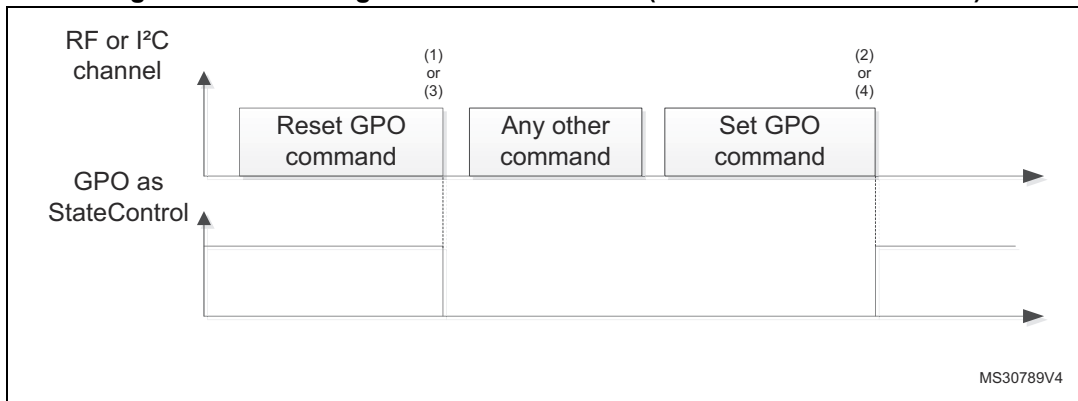 RF or I²C
channel
(1)
or
(3)
(2)
or
(4)
Reset GPO
command
Any other
command
Set GPO
command
GPO as
StateControl
MS30789V4